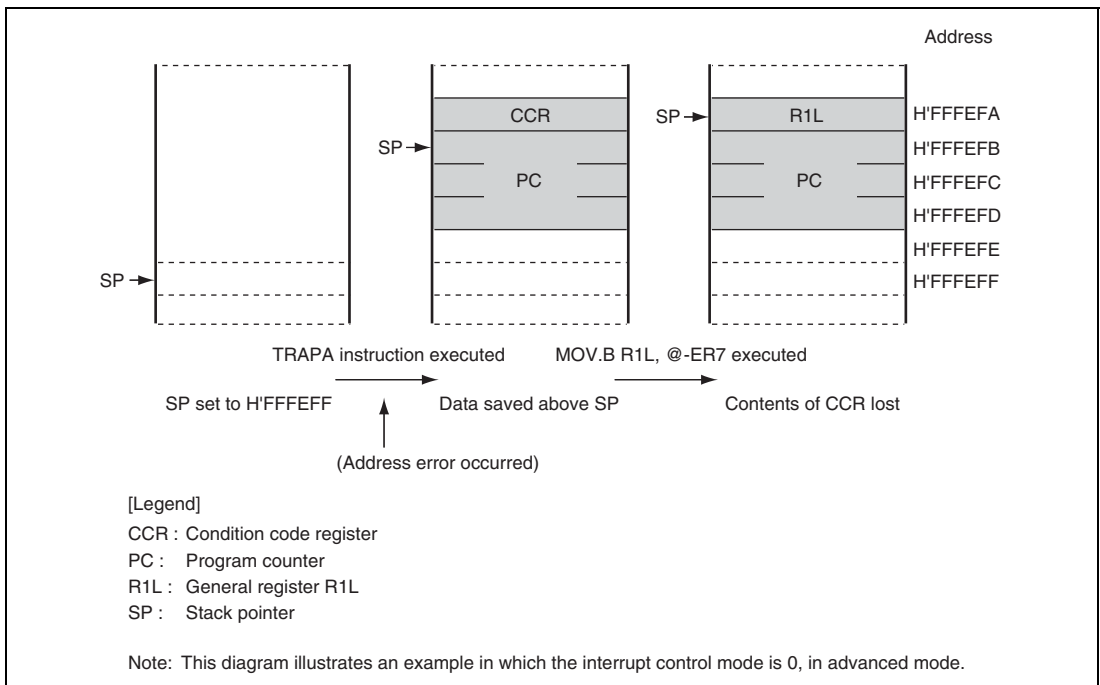 Address
CCR
SP
R1L
H'FFFEFA
SP
H'FFFEFB
PC
PC
H'FFFEFC
H'FFFEFD
H'FFFEFE
SP
H'FFFEFF
TRAPA instruction executed
MOV.B R1L, @-ER7 executed
SP set to H'FFFEFF
Data saved above SP
Contents of CCR lost
(Address error occurred)
[Legend]
CCR : Condition code register
PC : Program counter
R1L : General register R1L
SP : Stack pointer
Note: This diagram illustrates an example in which the interrupt control mode is 0, in advanced mode.